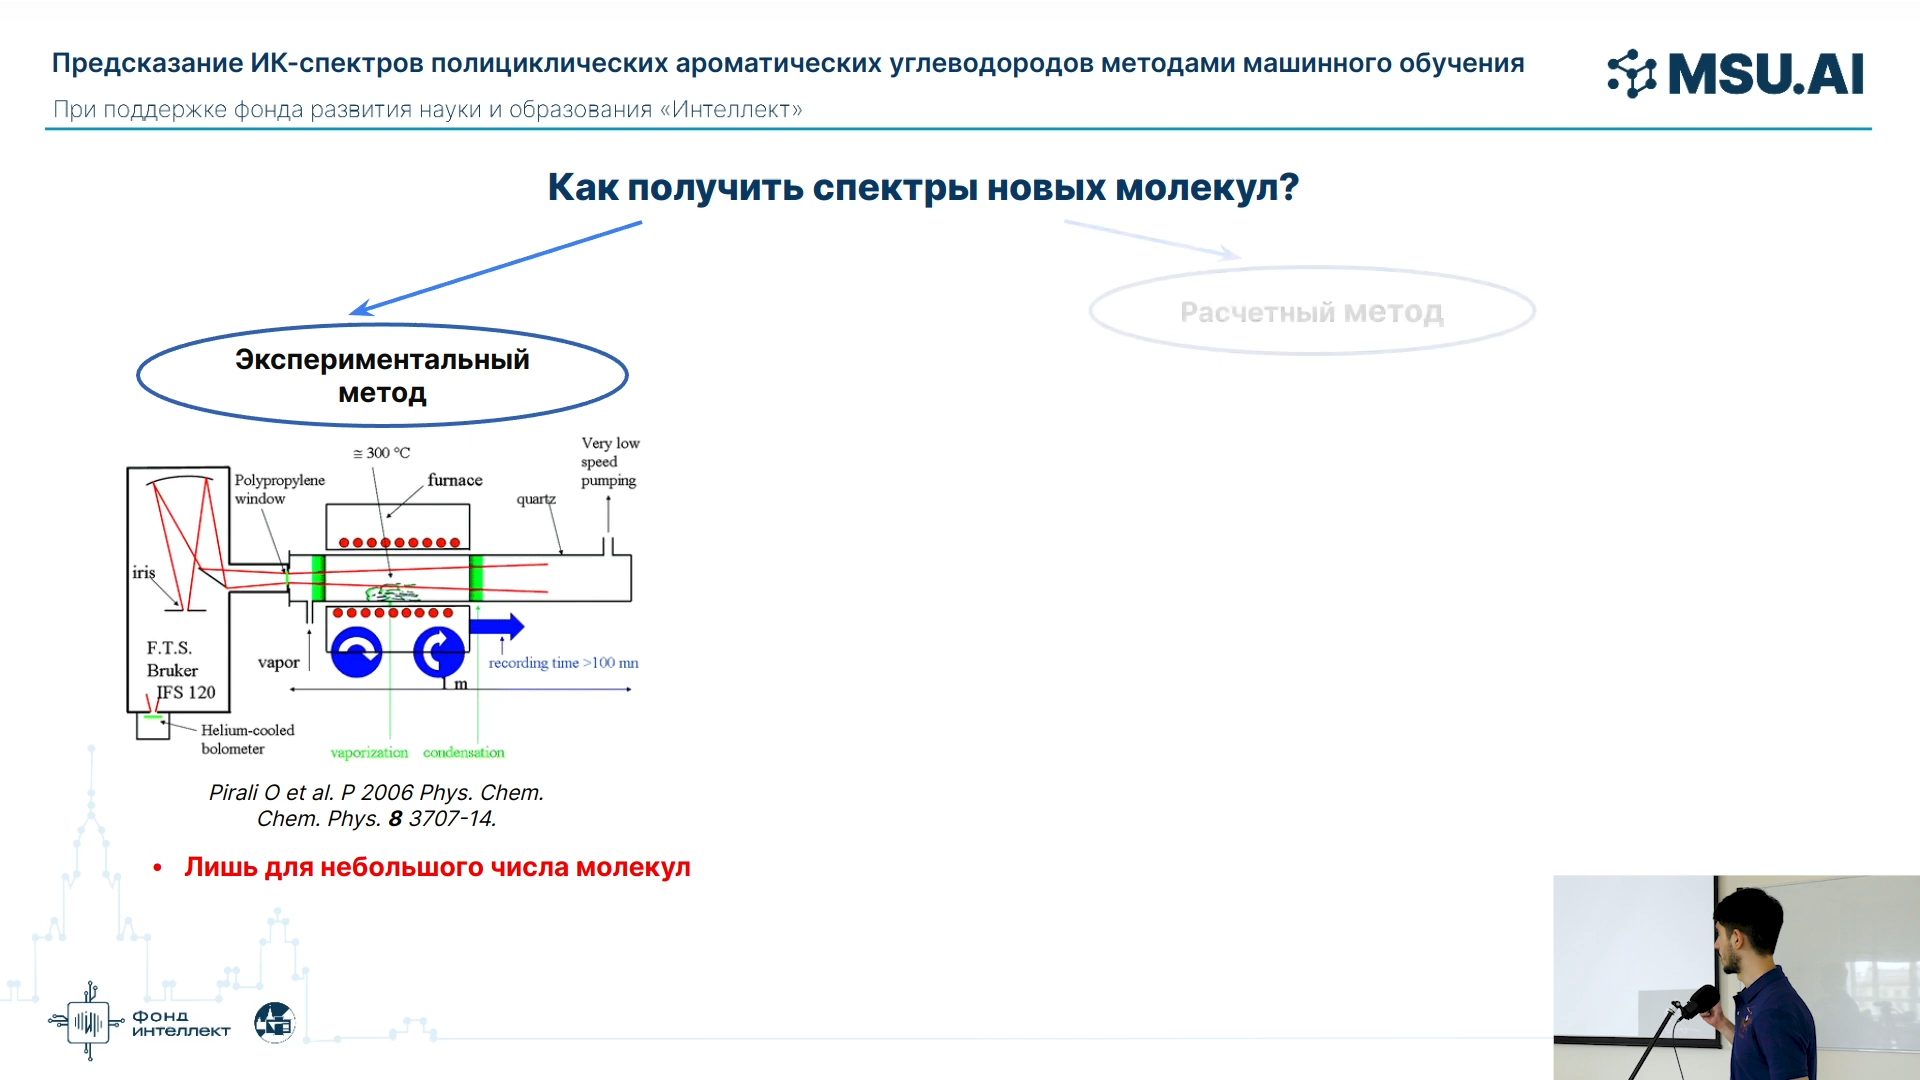 Предсказание ИК-спектров полициклических ароматических углеводородов методами машинного обучения
При поддержке фонда развития науки и образования «Интеллект»
MSU.AI
Как получить спектры новых молекул?
Расчетный метод
Экспериментальный
метод
≅ 300 °C
Very low
speed
pumping
Polypropylene
window
furnace
quartz
iris
F.T.S.
Bruker
IFS 120
vapor
recording time >100 mn
1 m
Helium-cooled
bolometer
vaporization
condensation
Pirali O et al. P 2006 Phys. Chem.
Chem. Phys. 8 3707-14.
• Лишь для небольшого числа молекул
ФОНД
ИНТЕЛЛЕКТ